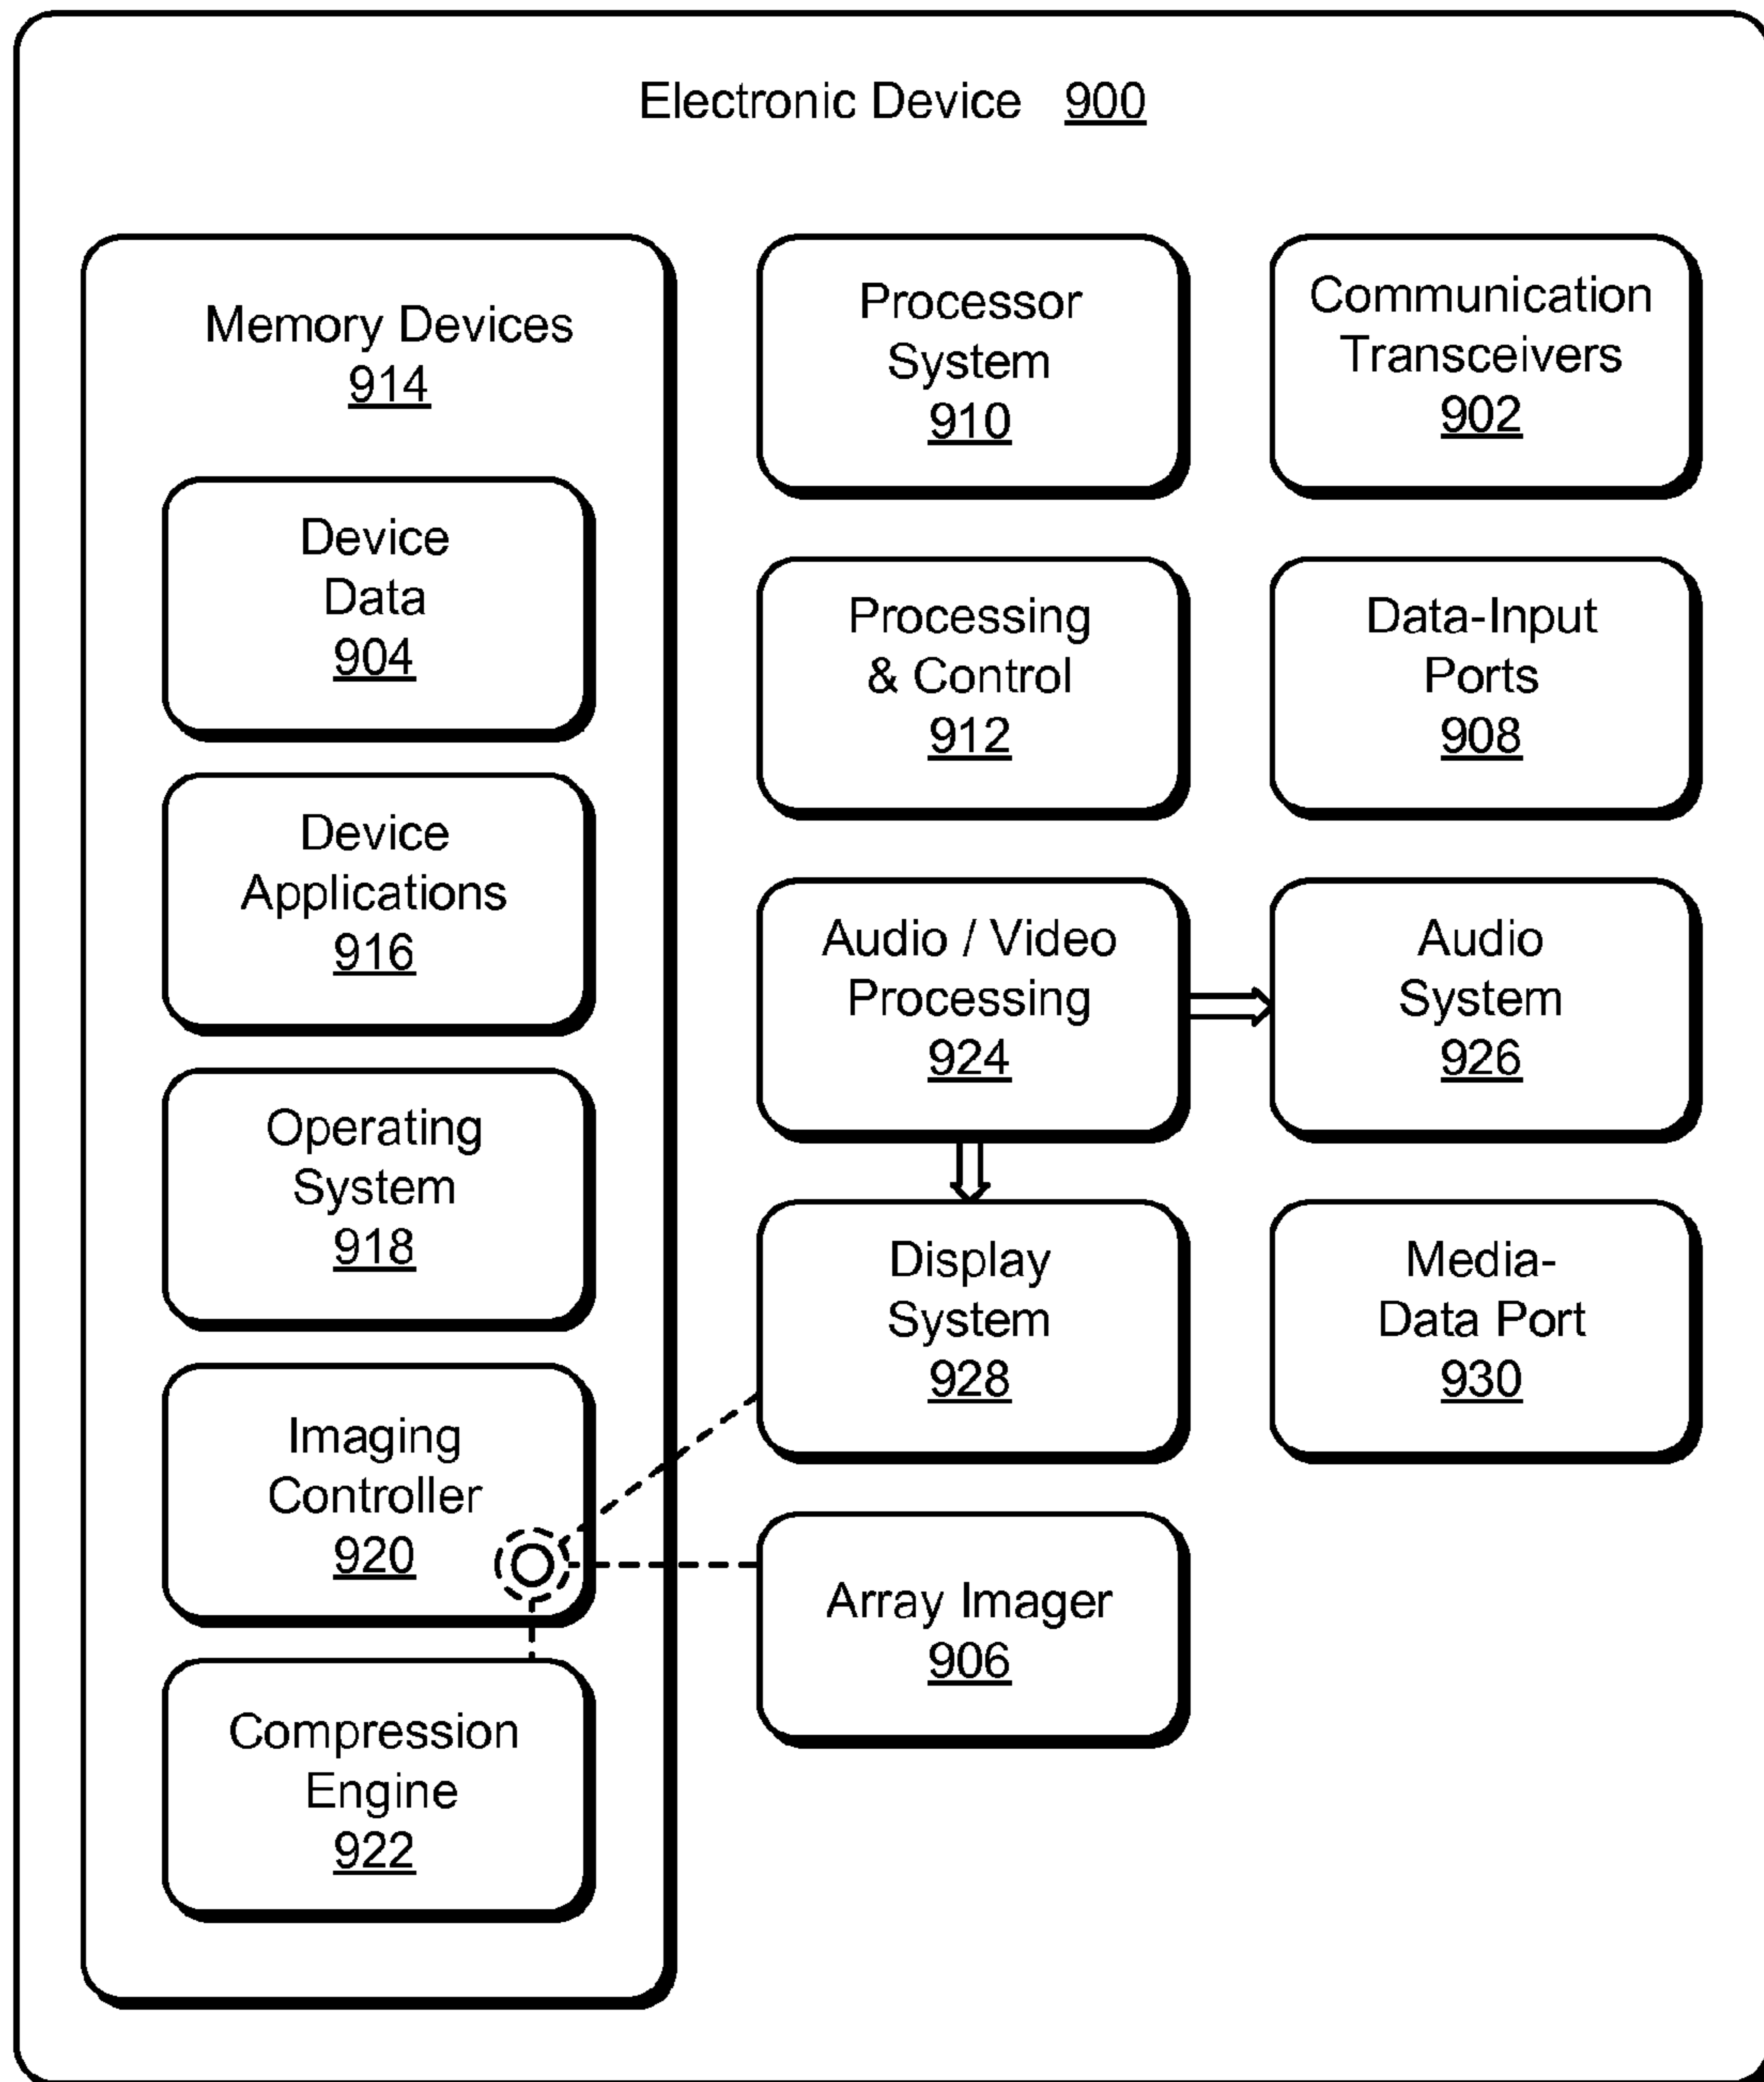 Electronic Device 900
Memory Devices
914
Device
Data
904
Device
Applications
916
Operating
System
918
Imaging
Controller
920
Compression
Engine
922
Processor
System
910
Processing
& Control
912
Audio / Video
Processing
924
Display
System
928
Array Imager
906
Communication
Transceivers
902
Data-Input
Ports
908
Audio
System
926
Media-
Data Port
930